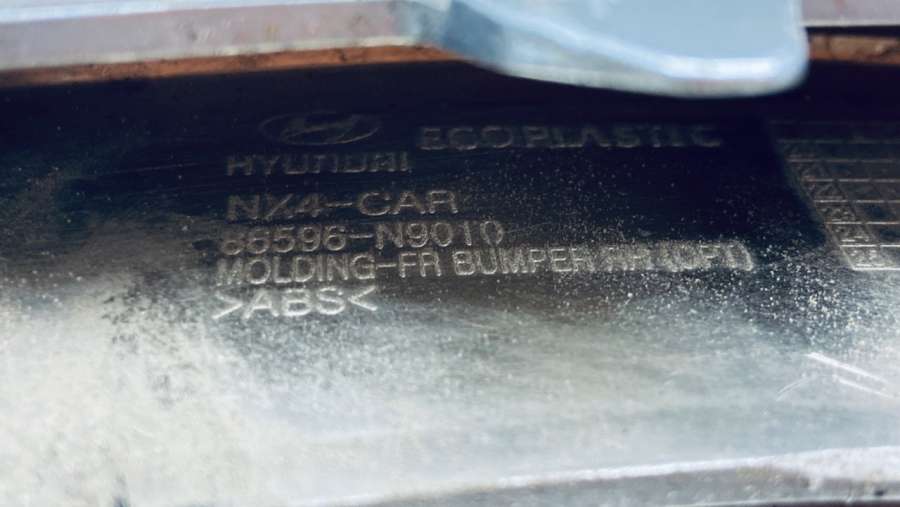 ECOPLASTIC
HYUNDAI
NX4-CAR
86596-N9010
MOLDING-FR BUMPER
>ABS<